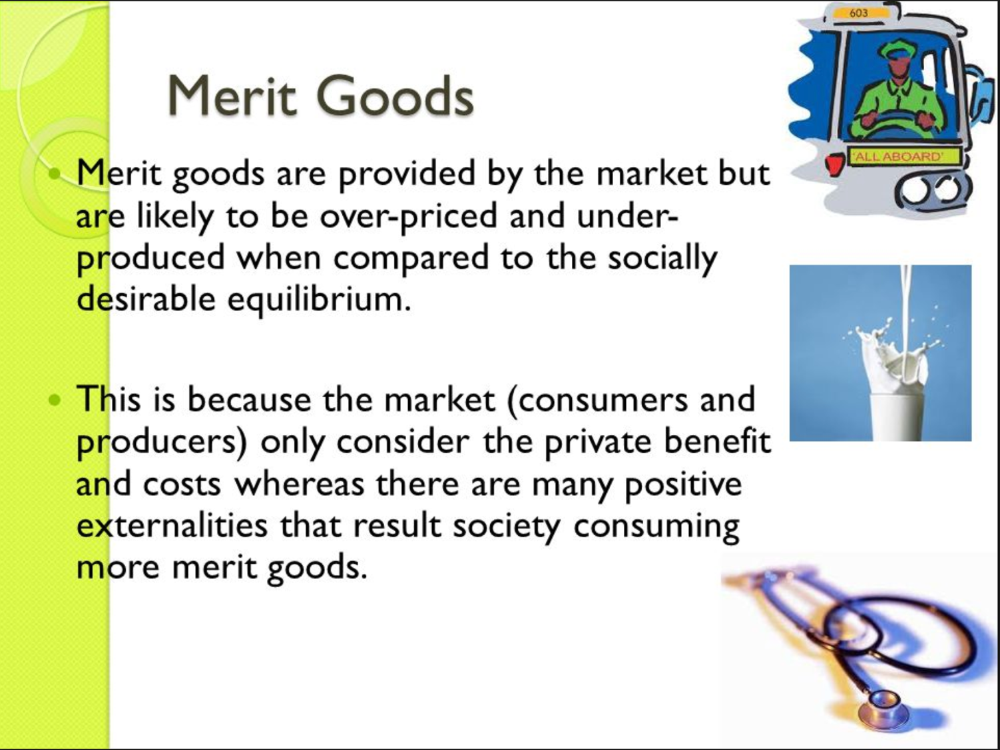 603
'ALL ABOARD'
Merit Goods
• Merit goods are provided by the market but
are likely to be over-priced and under-
produced when compared to the socially
desirable equilibrium.
• This is because the market (consumers and
producers) only consider the private benefit
and costs whereas there are many positive
externalities that result society consuming
more merit goods.